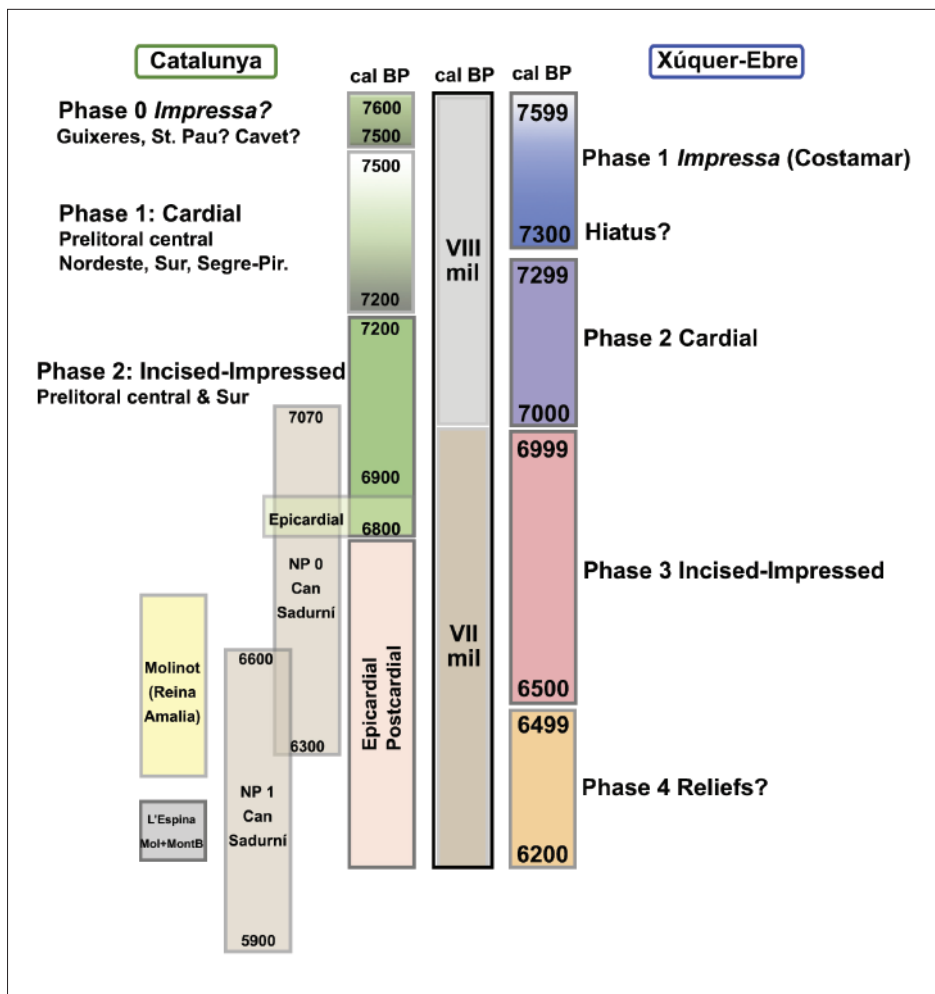 Catalunya
Xúquer-Ebre
cal BP
cal BP
cal BP
Phase 0 Impressa?
Guixeres, St. Pau? Cavet?
7600
7500
7500
Phase 1: Cardial
Prelitoral central
Nordeste, Sur, Segre-Pir.
7200
7200
Phase 2: Incised-Impressed
Prelitoral central & Sur
7070
6900
Epicardial
6800
NP 0
Can
Sadurní
6300
Molinot
(Reina
Amalia)
6600
NP 1
Can
Sadurní
5900
L'Espina
Mol+MontB
Epicardial
Postcardial
VIII
mil
VII
mil
7599
Phase 1 Impressa (Costamar)
7300
Hiatus?
7299
Phase 2 Cardial
7000
6999
Phase 3 Incised-Impressed
6500
6499
Phase 4 Reliefs?
6200